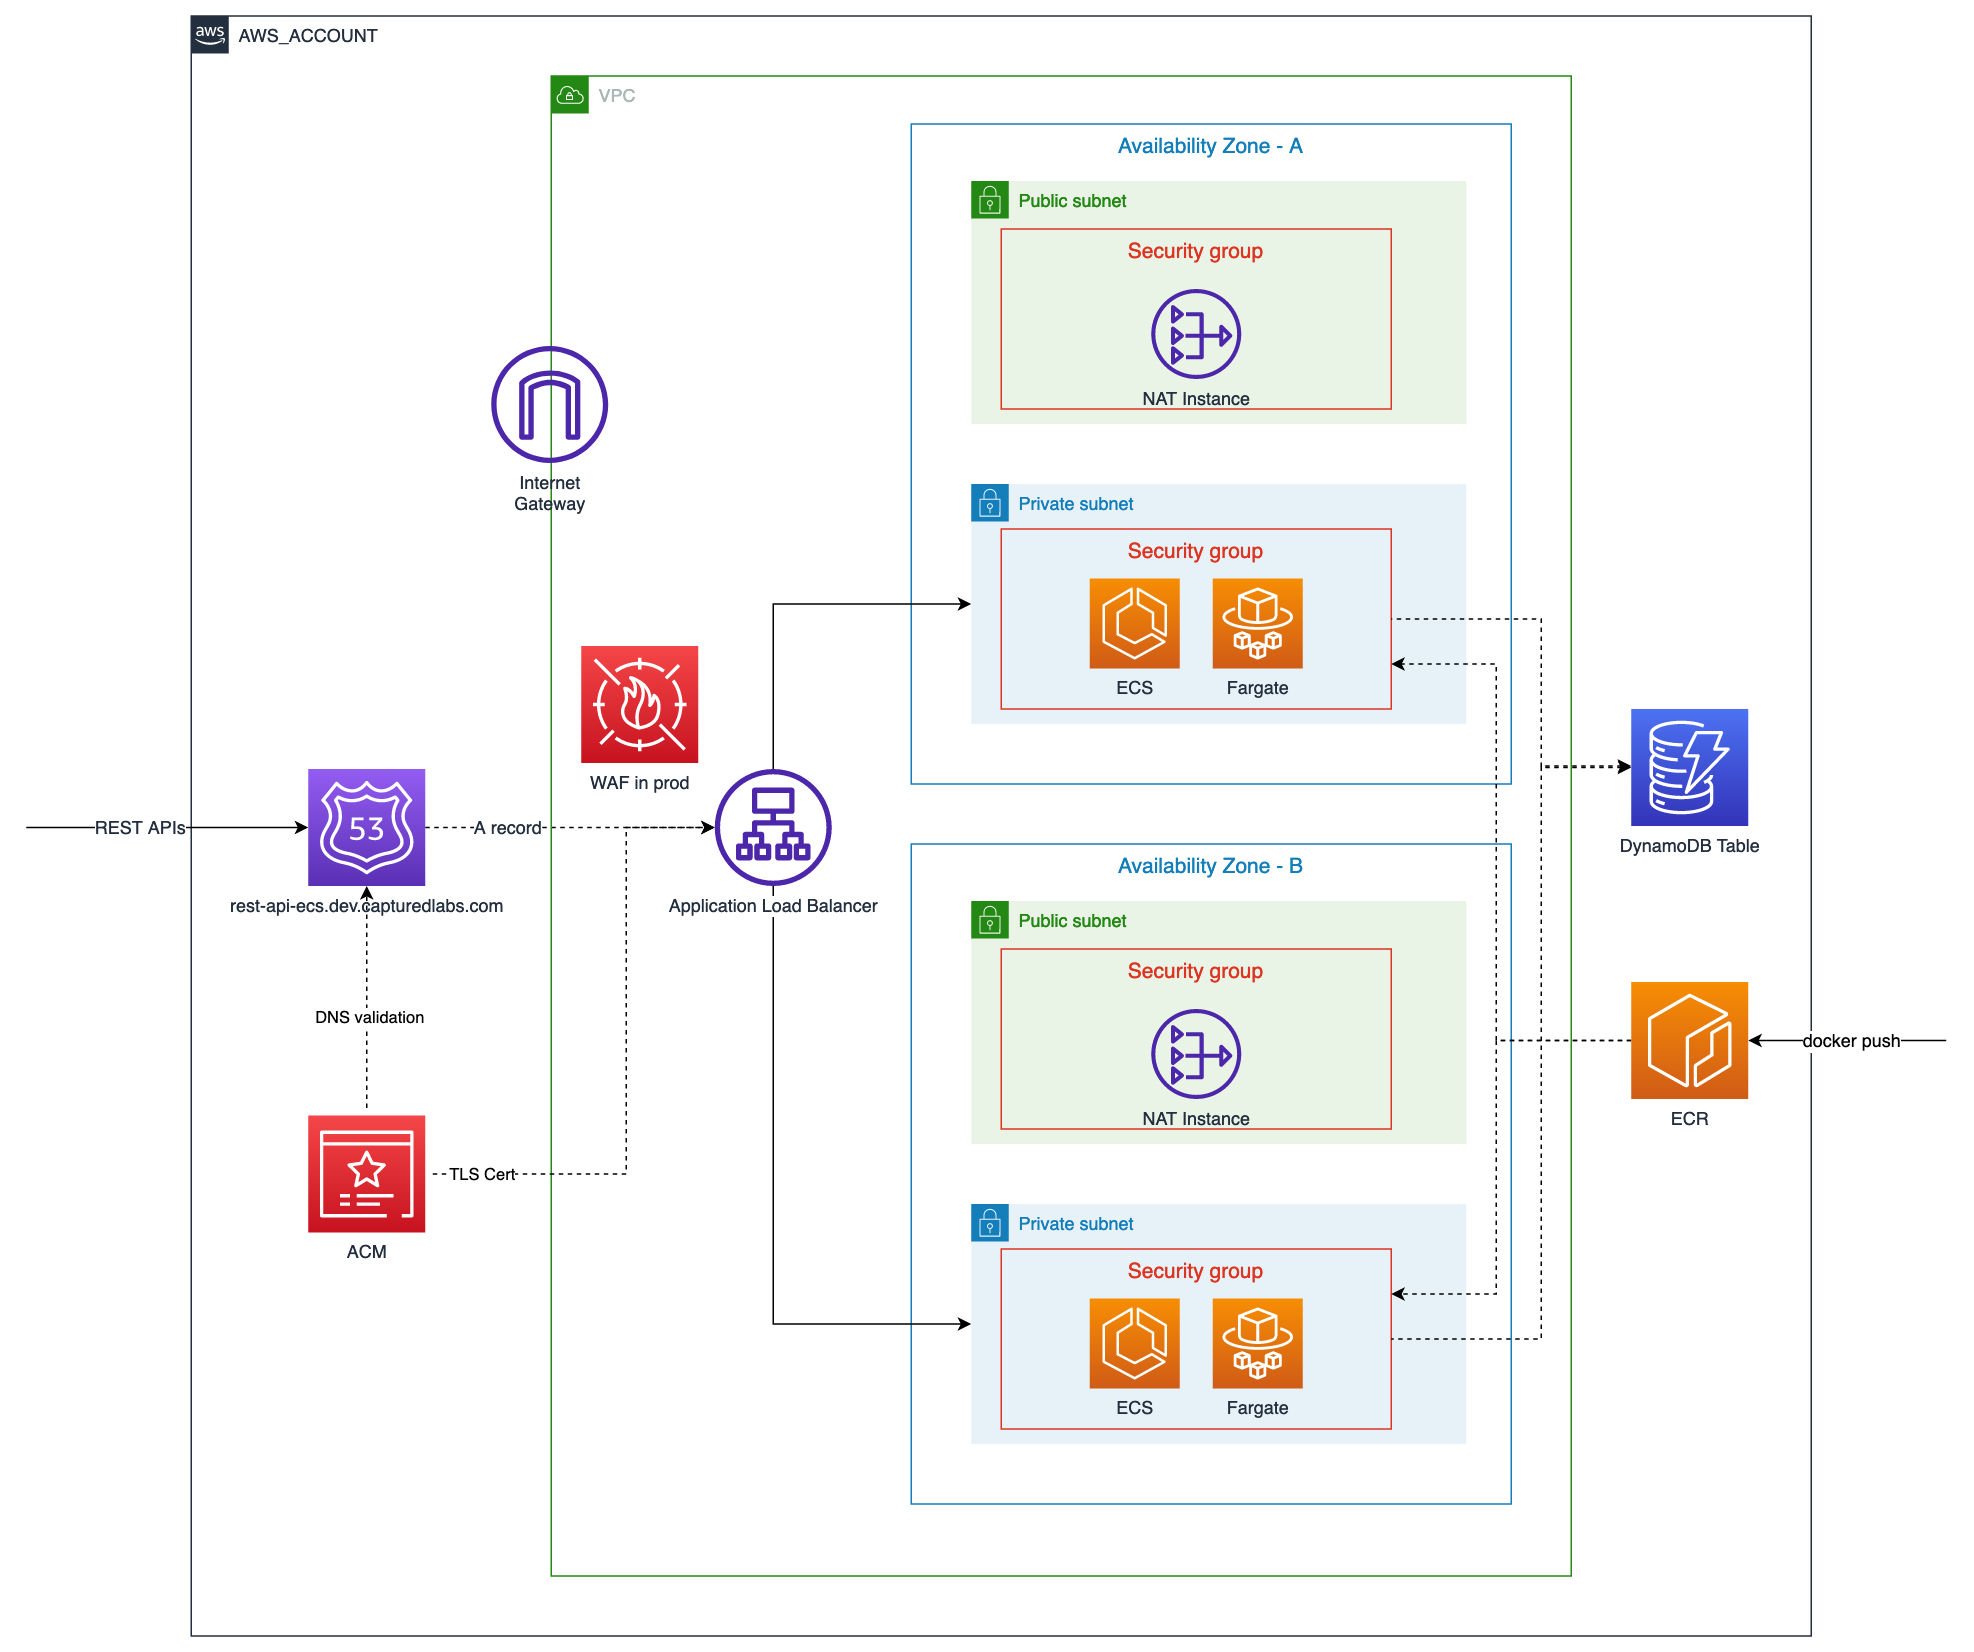 aws
AWS_ACCOUNT
VPC
Availability Zone - A
Public subnet
Security group
NAT Instance
Internet
Gateway
Private subnet
Security group
ECS
Fargate
WAF in prod
REST APIs
53
A record
rest-api-ecs.dev.capturedlabs.com
Application Load Balancer
DynamoDB Table
Availability Zone - B
Public subnet
Security group
NAT Instance
DNS validation
docker push
ECR
TLS Cert
ACM
Private subnet
Security group
ECS
Fargate